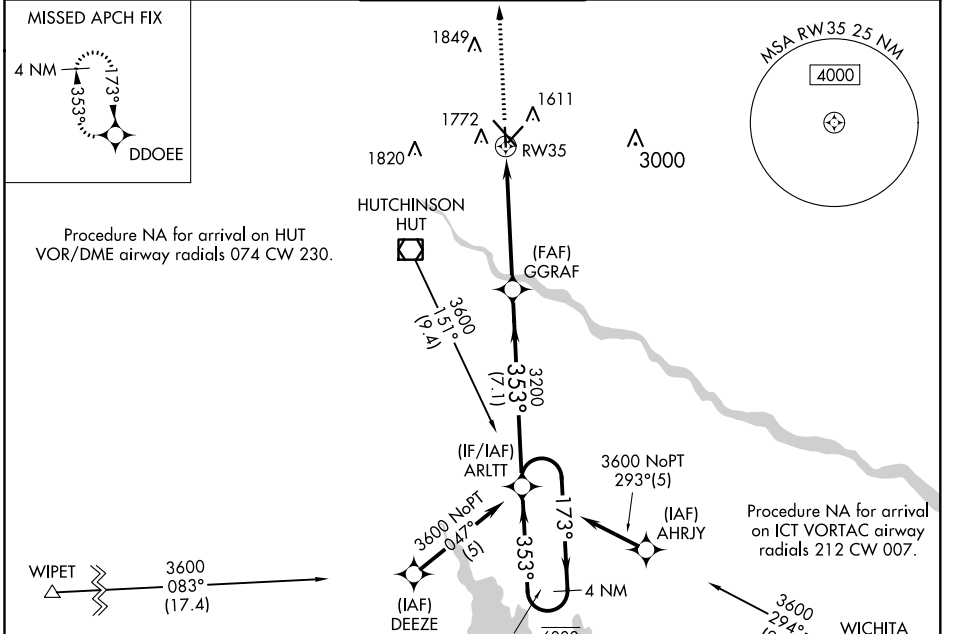 MISSED APCH FIX
4 NM
173°
353°
DDOEE
1849
1772
1611
1820
RW35
3000
MSA RW35 25 NM
4000
HUTCHINSON
HUT
Procedure NA for arrival on HUT
VOR/DME airway radials 074 CW 230.
(FAF)
GGRAF
3600
151°
(9.4)
3200
353°
(7.1)
(IF/IAF)
ARLTT
3600 NoPT
293°(5)
(IAF)
AHRJY
Procedure NA for arrival
on ICT VORTAC airway
radials 212 CW 007.
3600 NoPT
047°
(5)
173°
353°
4 NM
WIPET
3600
083°
(17.4)
(IAF)
DEEZE
3600
294°
WICHITA